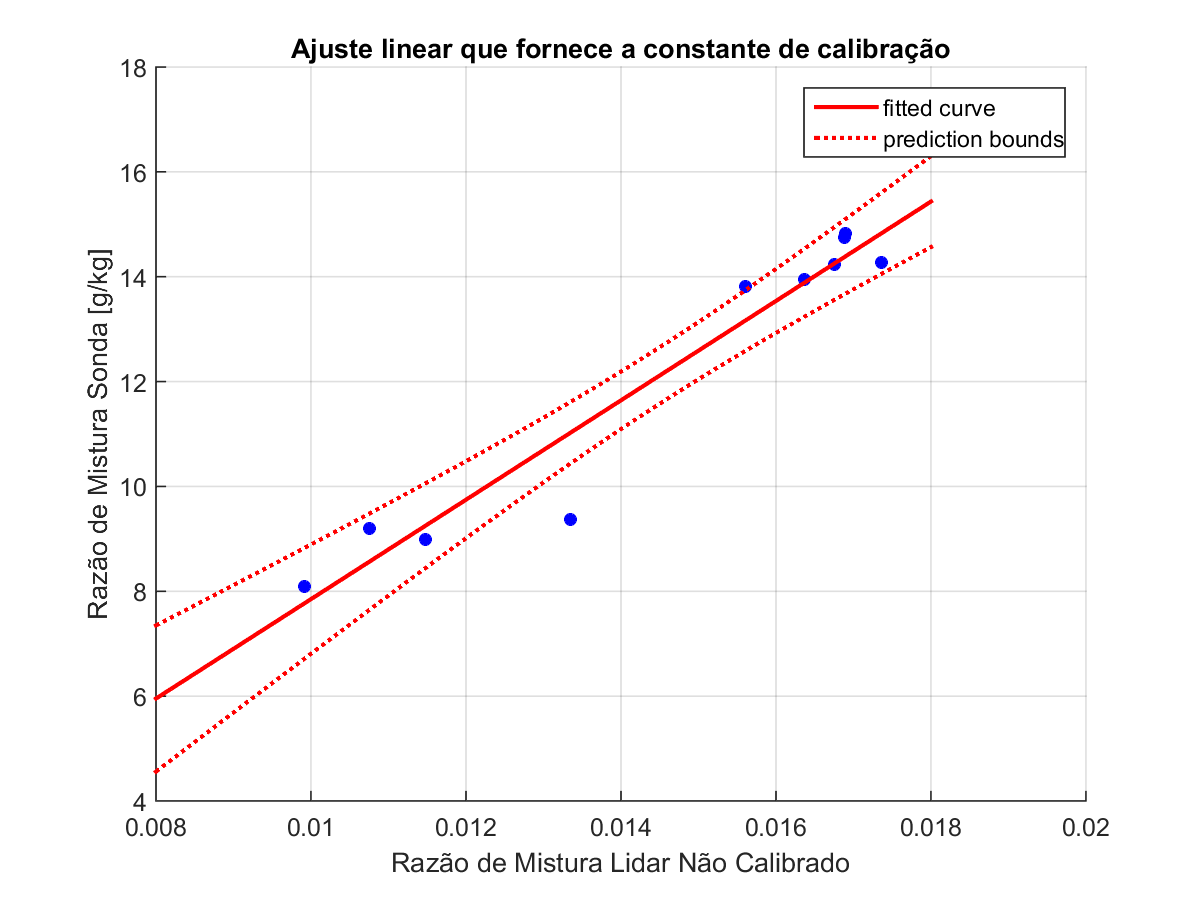 Ajuste linear que fornece a constante de calibração
18
16
14
12
10
8
6
4
Razão de Mistura Sonda [g/kg]
fitted curve
prediction bounds
0.008 0.01 0.012 0.014 0.016 0.018 0.02
Razão de Mistura Lidar Não Calibrado